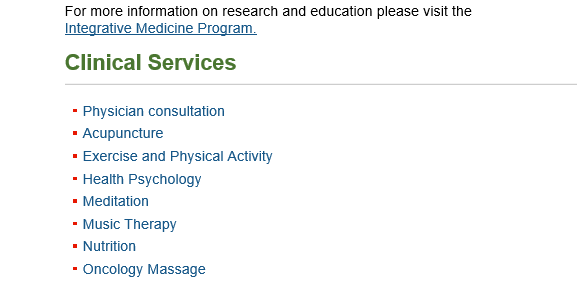 For more information on research and education please visit the
Integrative Medicine Program.
Clinical Services
Physician consultation
Acupuncture
Exercise and Physical Activity
Health Psychology
Meditation
Music Therapy
Nutrition
Oncology Massage